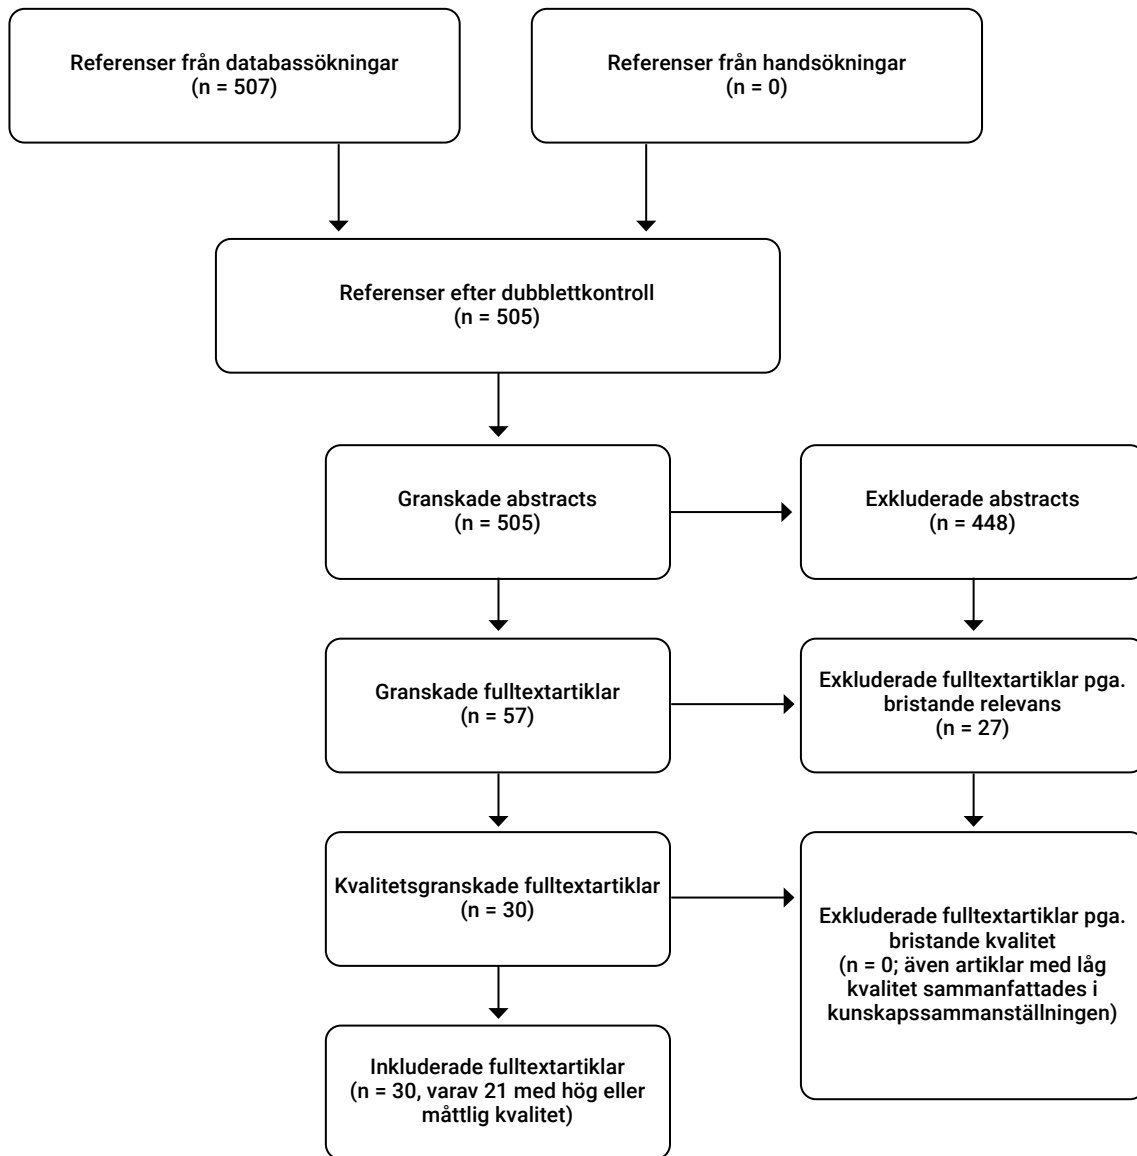 Referenser från databassökningar
(n = 507)
Referenser från handsökningar
(n = 0)
Referenser efter dubblettkontroll
(n = 505)
Granskade abstracts
(n = 505)
Exkluderade abstracts
(n = 448)
Granskade fulltextartiklar
(n = 57)
Exkluderade fulltextartiklar pga.
bristande relevans
(n = 27)
Kvalitetsgranskade fulltextartiklar
(n = 30)
Exkluderade fulltextartiklar pga.
bristande kvalitet
(n = 0; även artiklar med låg
kvalitet sammanfattades i
kunskapssammanställningen)
Inkluderade fulltextartiklar
(n = 30, varav 21 med hög eller
måttlig kvalitet)